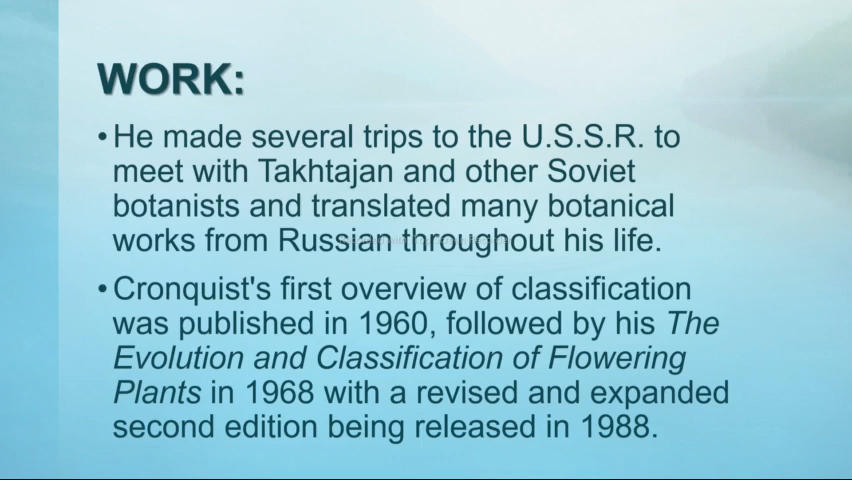 WORK:
•He made several trips to the U.S.S.R. to
meet with Takhtajan and other Soviet
botanists and translated many botanical
works from Russian throughout his life.
•Cronquist's first overview of classification
was published in 1960, followed by his The
Evolution and Classification of Flowering
Plants in 1968 with a revised and expanded
second edition being released in 1988.